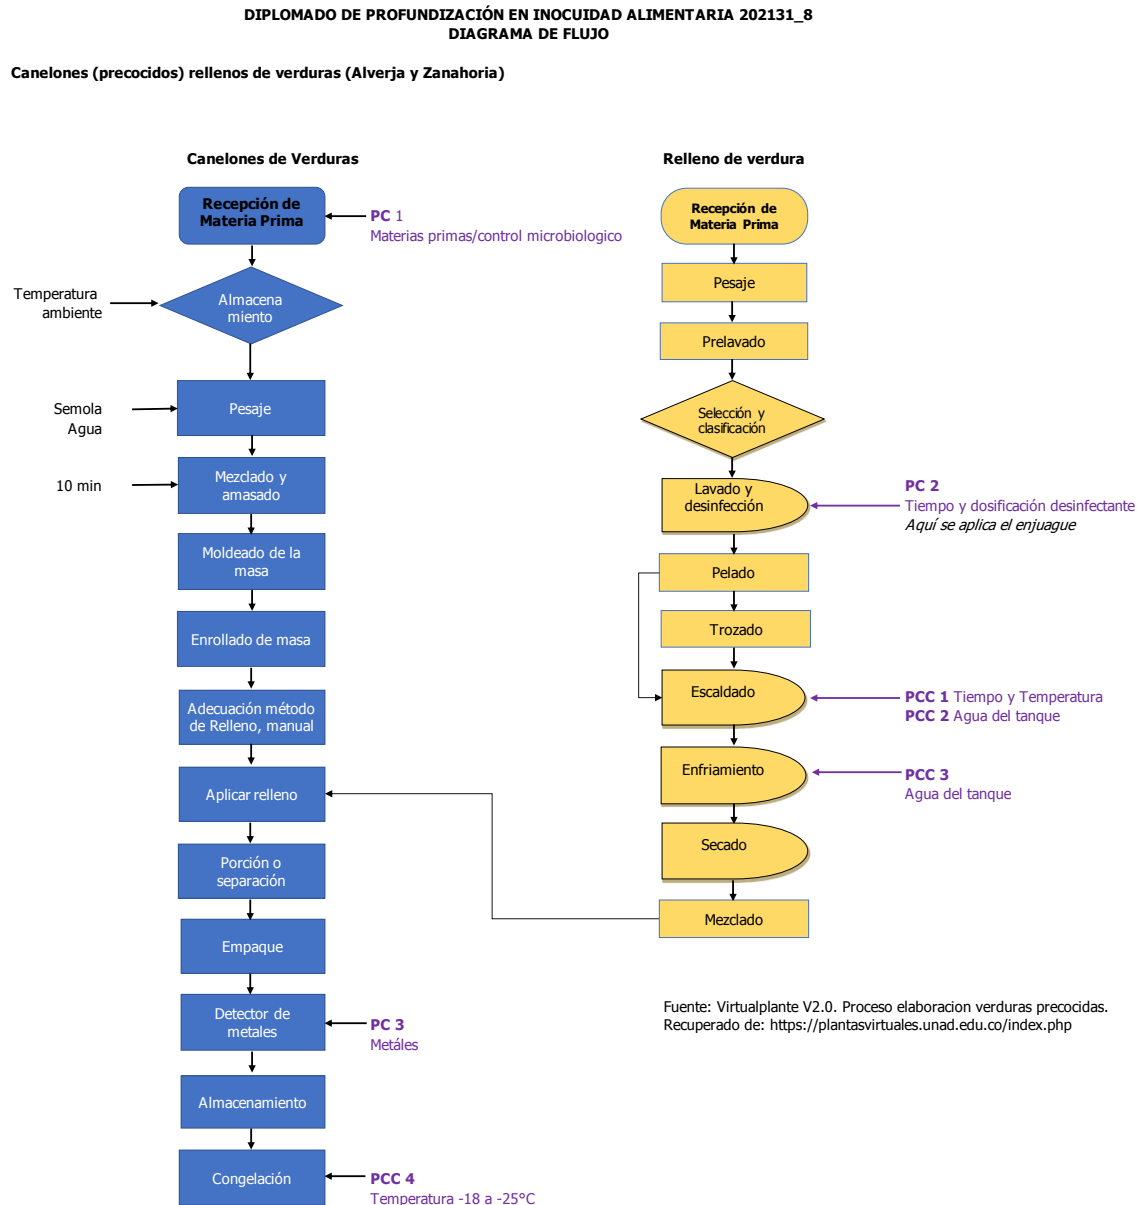 DIPLOMADO DE PROFUNDIZACIÓN EN INOCUIDAD ALIMENTARIA 202131_8
DIAGRAMA DE FLUJO
Canelones (precocidos) rellenos de verduras (Alverja y Zanahoria)
Canelones de Verduras
Recepción de
Materia Prima
PC 1
Materias primas/control microbiologico
Temperatura
ambiente
Almacena
miento
Semola
Agua
Pesaje
10 min
Mezclado y
amasado
Moldeado de la
masa
Enrollado de masa
Adecuación método
de Relleno, manual
Aplicar relleno
Porción o
separación
Empaque
Detector de
metales
PC 3
Metáles
Almacenamiento
Congelación
PCC 4
Temperatura -18 a -25°C
Relleno de verdura
Recepción de
Materia Prima
Pesaje
Prelavado
Selección y
clasificación
Lavado y
desinfección
PC 2
Tiempo y dosificación desinfectante
Aquí se aplica el enjuague
Pelado
Trozado
Escaldado
PCC 1 Tiempo y Temperatura
PCC 2 Agua del tanque
Enfriamiento
PCC 3
Agua del tanque
Secado
Mezclado
Fuente: Virtualplante V2.0. Proceso elaboracion verduras precocidas.
Recuperado de: https://plantasvirtuales.unad.edu.co/index.php